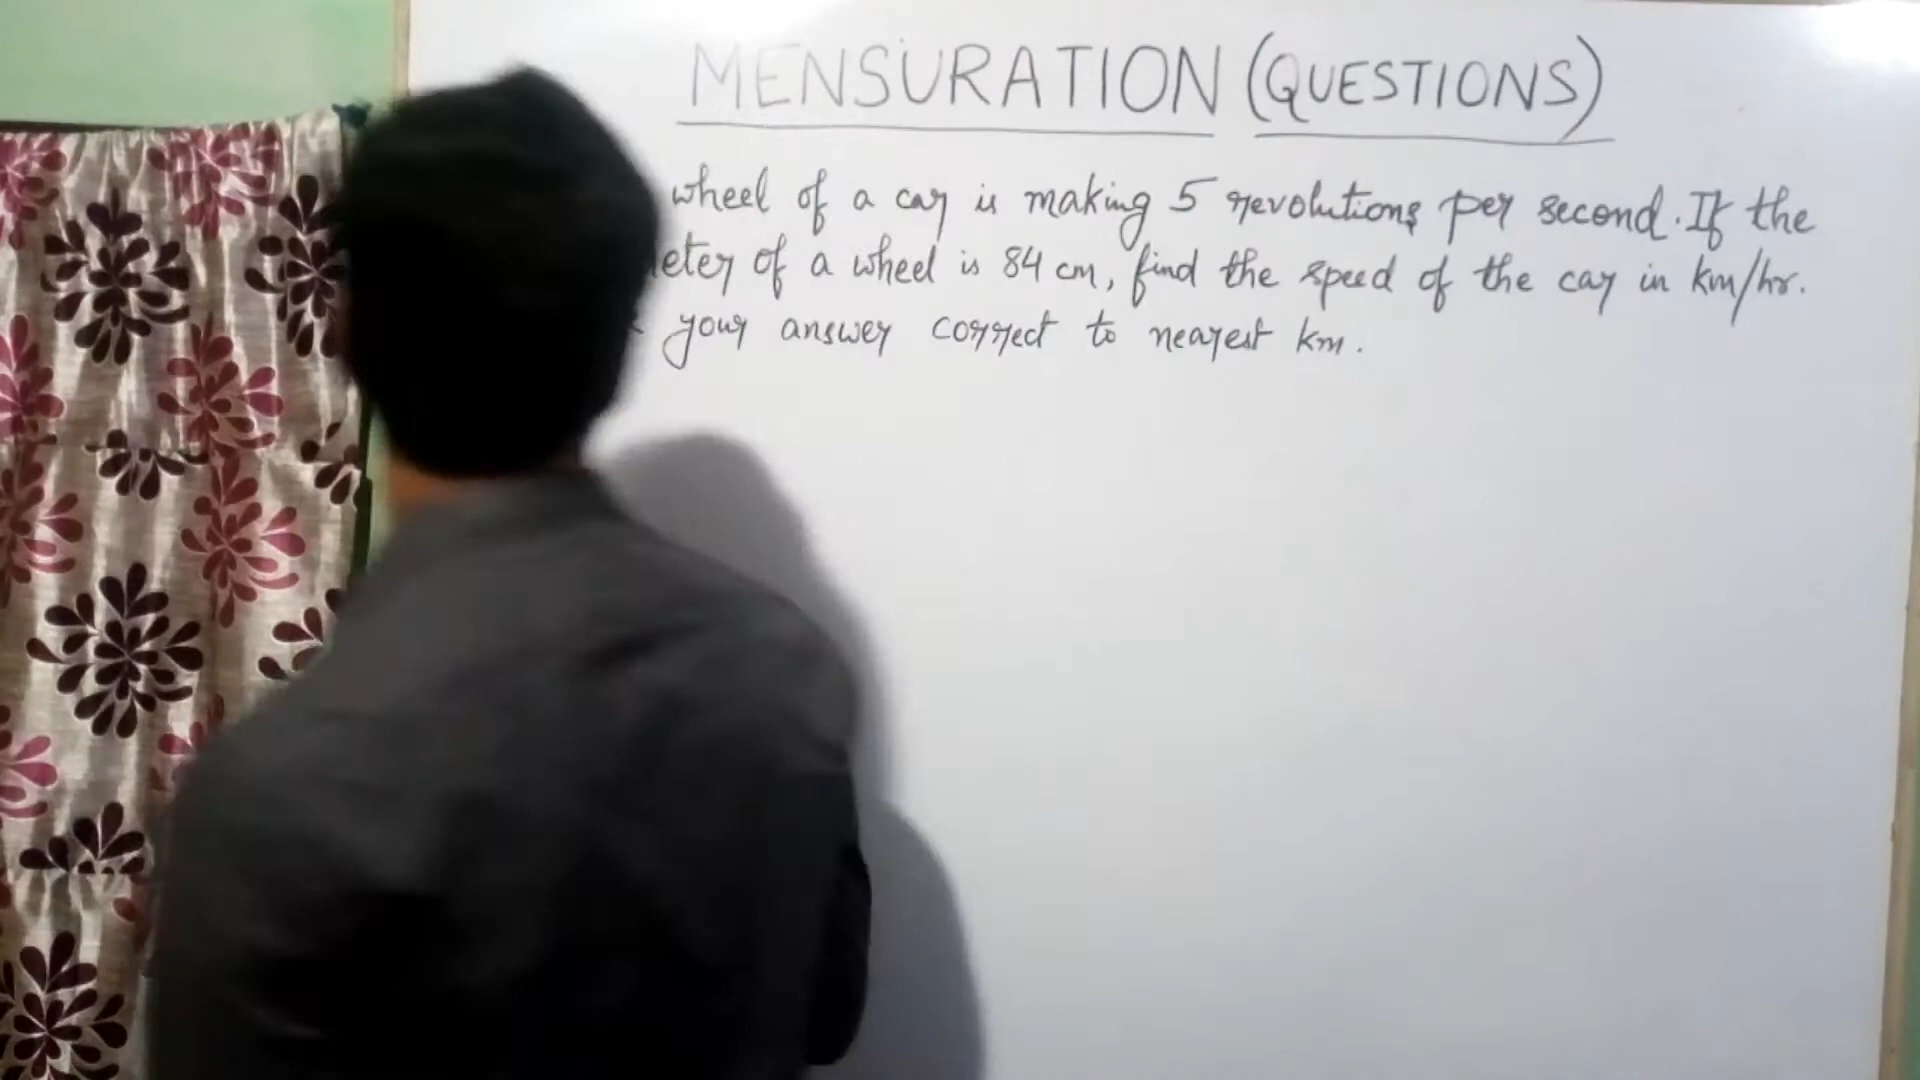 MENSURATION (QUESTIONS)
wheel of a car is making 5 revolutions per second. If the
eter of a wheel is 84 cm, find the speed of the car in km/hr.
your answer correct to nearest km.